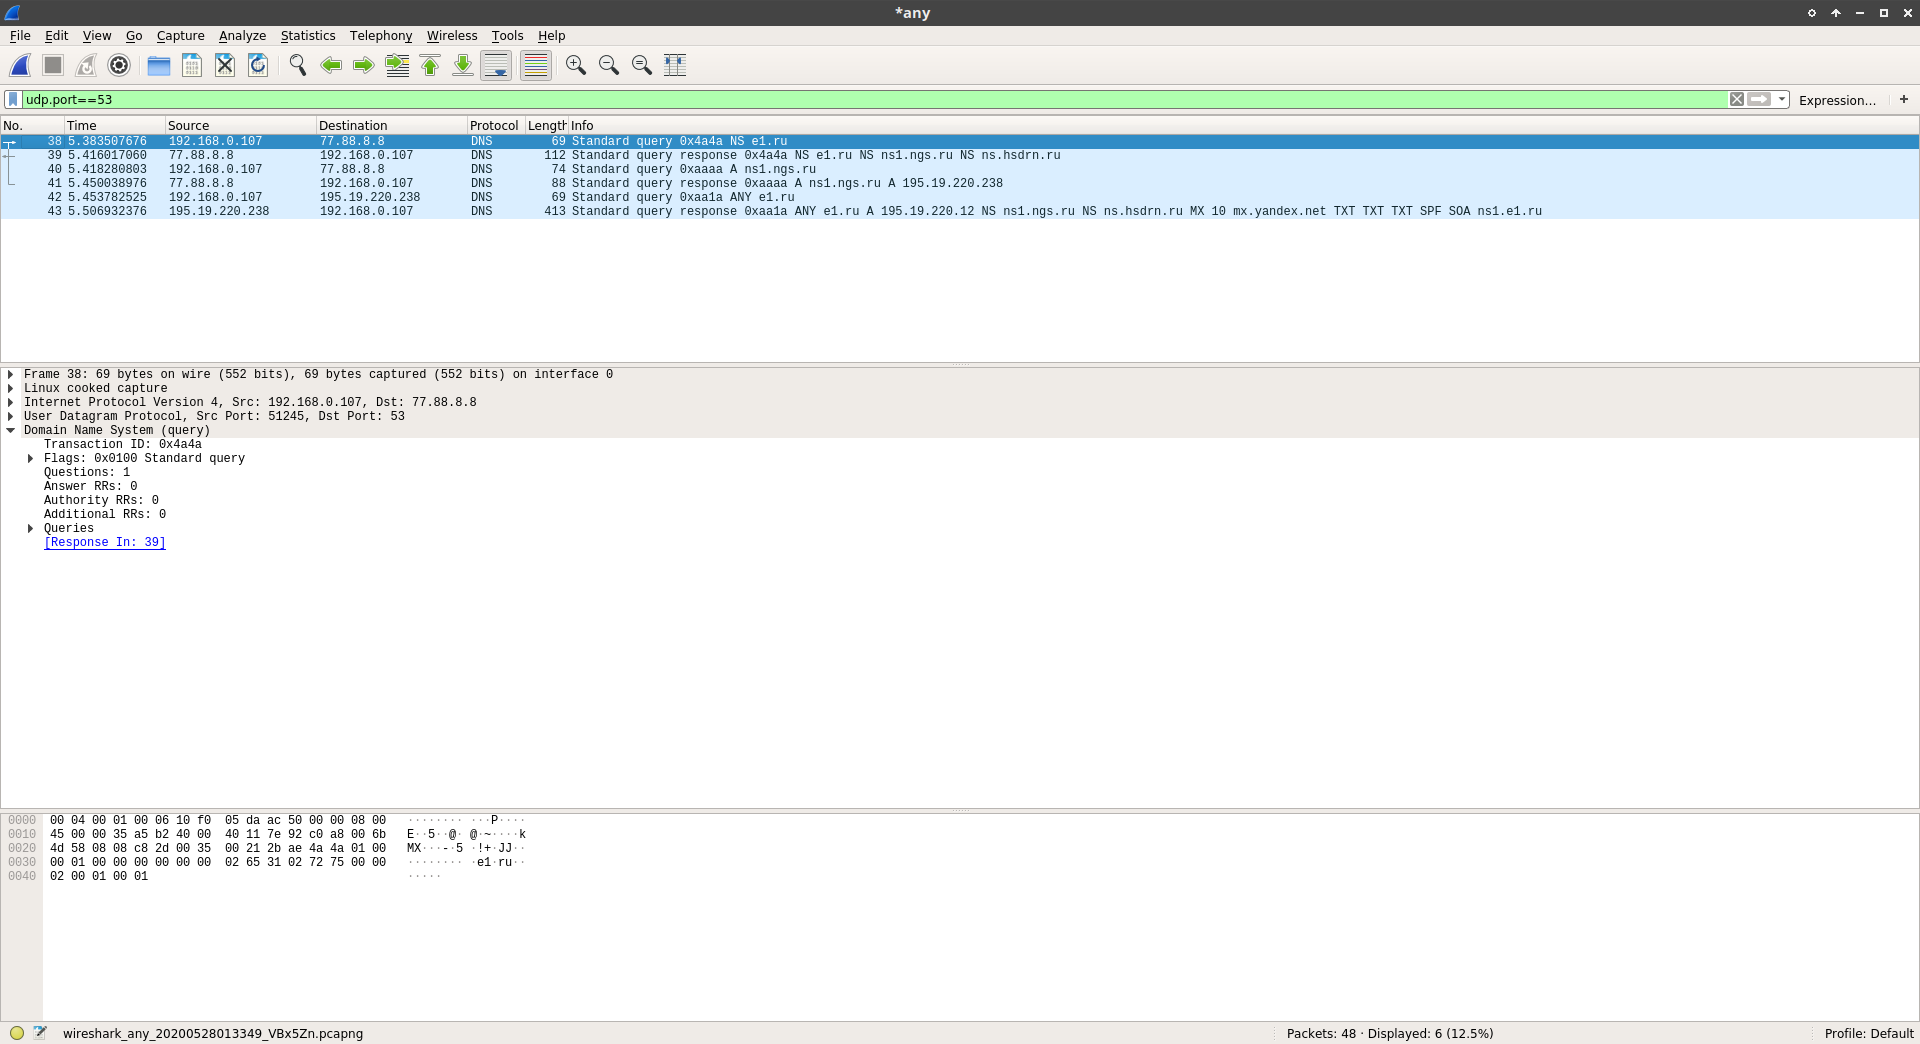 *any
File Edit View Go Capture Analyze Statistics Telephony Wireless Tools Help
udp.port==53 Expression... +
No. Time Source Destination Protocol Length Info
38 5.383507676 192.168.0.107 77.88.8.8 DNS 69 Standard query 0x4a4a NS e1.ru
39 5.416017060 77.88.8.8 192.168.0.107 DNS 112 Standard query response 0x4a4a NS e1.ru NS ns1.ngs.ru NS ns.hsdrn.ru
40 5.418280803 192.168.0.107 77.88.8.8 DNS 74 Standard query 0xaaaa A ns1.ngs.ru
41 5.450038976 77.88.8.8 192.168.0.107 DNS 88 Standard query response 0xaaaa A ns1.ngs.ru A 195.19.220.238
42 5.453782525 192.168.0.107 195.19.220.238 DNS 69 Standard query 0xaa1a ANY e1.ru
43 5.506932376 195.19.220.238 192.168.0.107 DNS 413 Standard query response 0xaa1a ANY e1.ru A 195.19.220.12 NS ns1.ngs.ru NS ns.hsdrn.ru MX 10 mx.yandex.net TXT TXT TXT SPF SOA ns1.e1.ru
Frame 38: 69 bytes on wire (552 bits), 69 bytes captured (552 bits) on interface 0
Linux cooked capture
Internet Protocol Version 4, Src: 192.168.0.107, Dst: 77.88.8.8
User Datagram Protocol, Src Port: 51245, Dst Port: 53
Domain Name System (query)
Transaction ID: 0x4a4a
Flags: 0x0100 Standard query
Questions: 1
Answer RRs: 0
Authority RRs: 0
Additional RRs: 0
Queries
[Response In: 39]
0000 00 04 00 01 00 06 10 f0 05 da ac 50 00 00 08 00 ········ ···P····
0010 45 00 00 35 a5 b2 40 00 40 11 7e 92 c0 a8 00 6b E··5··@· @·~····k
0020 4d 58 08 08 c8 2d 00 35 00 21 2b ae 4a 4a 01 00 MX···-·5 ·!+·JJ··
0030 00 01 00 00 00 00 00 00 02 65 31 02 72 75 00 00 ········ ·e1·ru··
0040 02 00 01 00 01 ·····
wireshark_any_20200528013349_VBx5Zn.pcapng Packets: 48 · Displayed: 6 (12.5%) Profile: Default